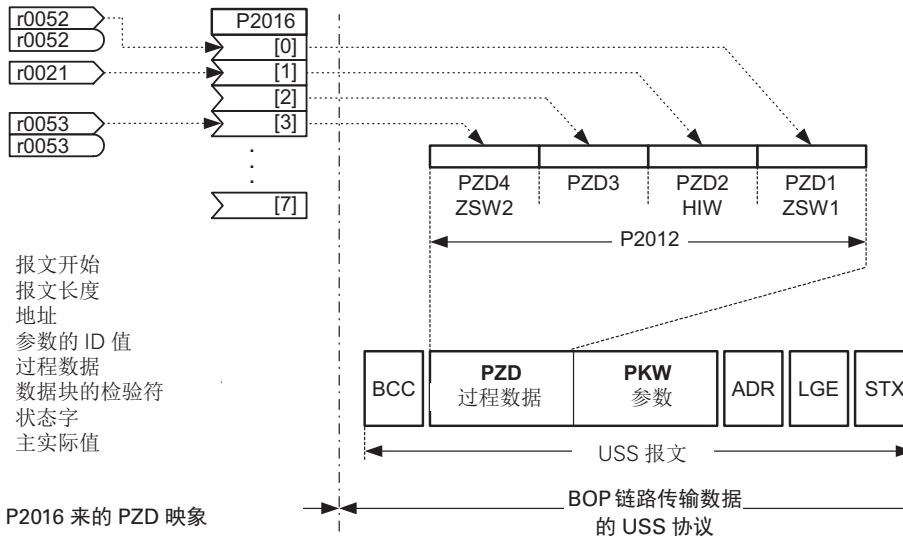 r0052
r0052
r0021
r0053
r0053
P2016
[0]
[1]
[2]
[3]
[7]
PZD4
ZSW2
PZD3
PZD2
HIW
PZD1
ZSW1
P2012
报文开始
报文长度
地址
参数的 ID 值
过程数据
数据块的检验符
状态字
主实际值
BCC
PZD
过程数据
PKW
参数
ADR
LGE
STX
USS 报文
P2016 来的 PZD 映象
BOP 链路传输数据
的 USS 协议